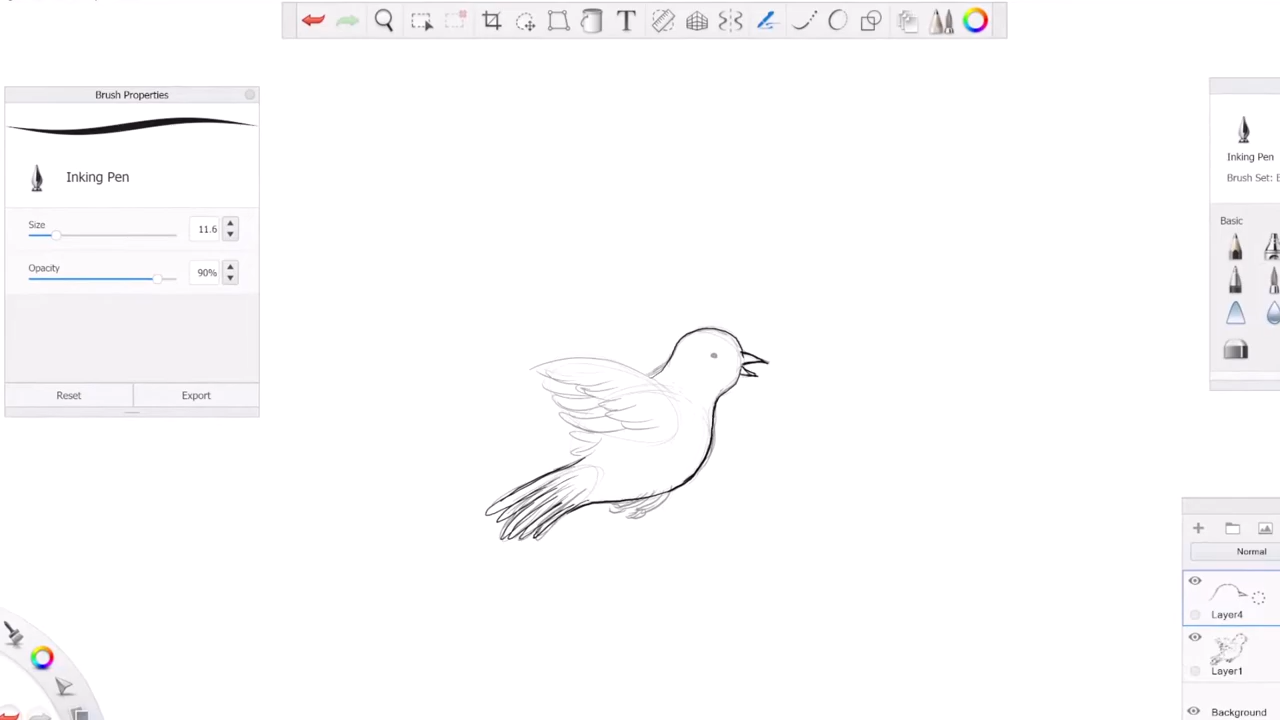 T
Brush Properties
Inking Pen
Size
11.6
Opacity
90%
Reset
Export
Inking Pen
Brush Set:
Basic
Normal
Layer4
Layer1
Background